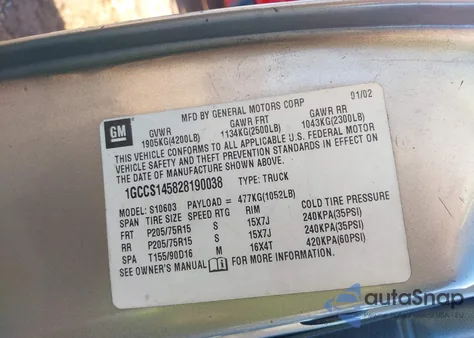 GM
MFD BY GENERAL MOTORS CORP 01/02
GVWR GAWR FRT GAWR RR
1905KG(4200LB) 1134KG(2500LB) 1043KG(2300LB)
THIS VEHICLE CONFORMS TO ALL APPLICABLE U.S. FEDERAL MOTOR
VEHICLE SAFETY AND THEFT PREVENTION STANDARDS IN EFFECT ON
THE DATE OF MANUFACTURE SHOWN ABOVE.
1GCCS145828190038 TYPE: TRUCK
MODEL: S10603 PAYLOAD = 477KG(1052LB)
SPAN TIRE SIZE SPEED RTG RIM COLD TIRE PRESSURE
FRT P205/75R15 S 15X7J 240KPA(35PSI)
RR P205/75R15 S 15X7J 240KPA(35PSI)
SPA T155/90D16 M 16X4T 420KPA(60PSI)
SEE OWNER'S MANUAL FOR MORE INFORMATION
autoSnap